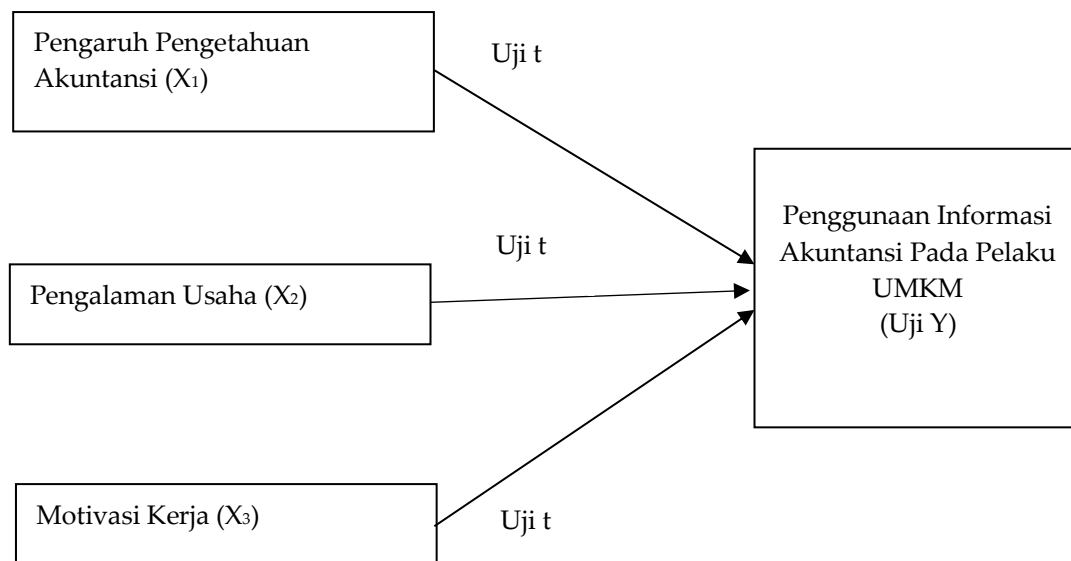 Pengaruh Pengetahuan
Akuntansi (X₁)
Uji t
Pengalaman Usaha (X₂)
Uji t
Motivasi Kerja (X₃)
Uji t
Penggunaan Informasi
Akuntansi Pada Pelaku
UMKM
(Uji Y)